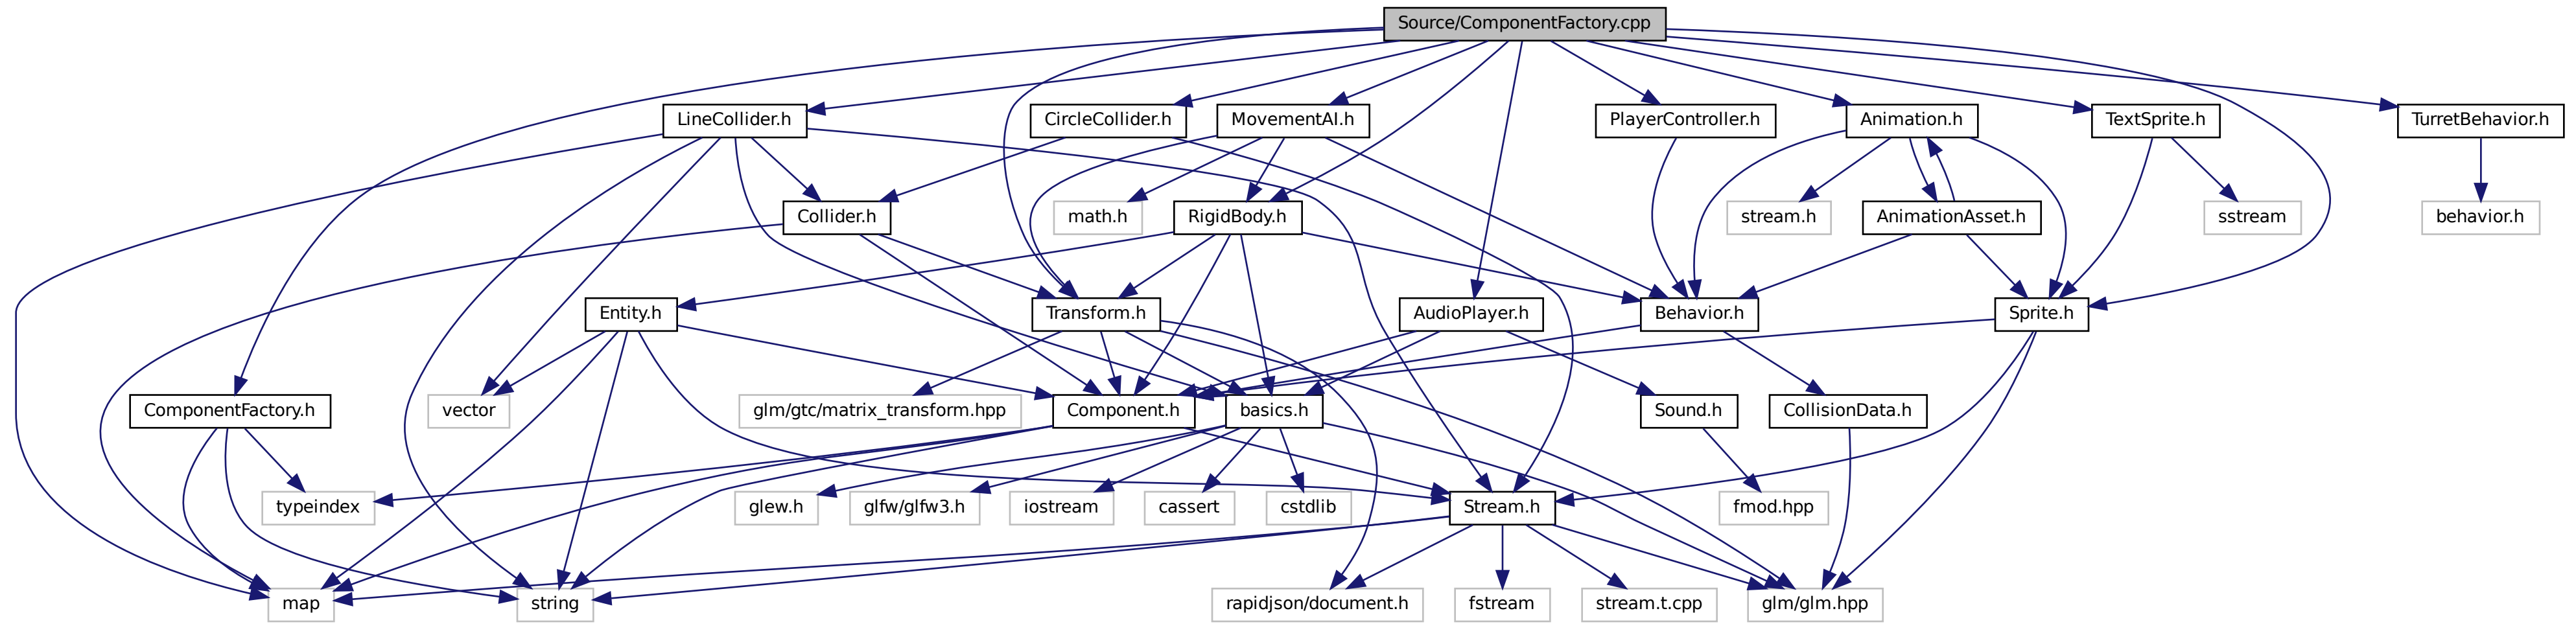 Source/ComponentFactory.cpp
LineCollider.h
CircleCollider.h
MovementAI.h
PlayerController.h
Animation.h
TextSprite.h
TurretBehavior.h
Collider.h
math.h
RigidBody.h
stream.h
AnimationAsset.h
sstream
behavior.h
Entity.h
Transform.h
AudioPlayer.h
Behavior.h
Sprite.h
ComponentFactory.h
vector
glm/gtc/matrix_transform.hpp
Component.h
basics.h
Sound.h
CollisionData.h
typeindex
glew.h
glfw/glfw3.h
iostream
cassert
cstdlib
Stream.h
fmod.hpp
map
string
rapidjson/document.h
fstream
stream.t.cpp
glm/glm.hpp